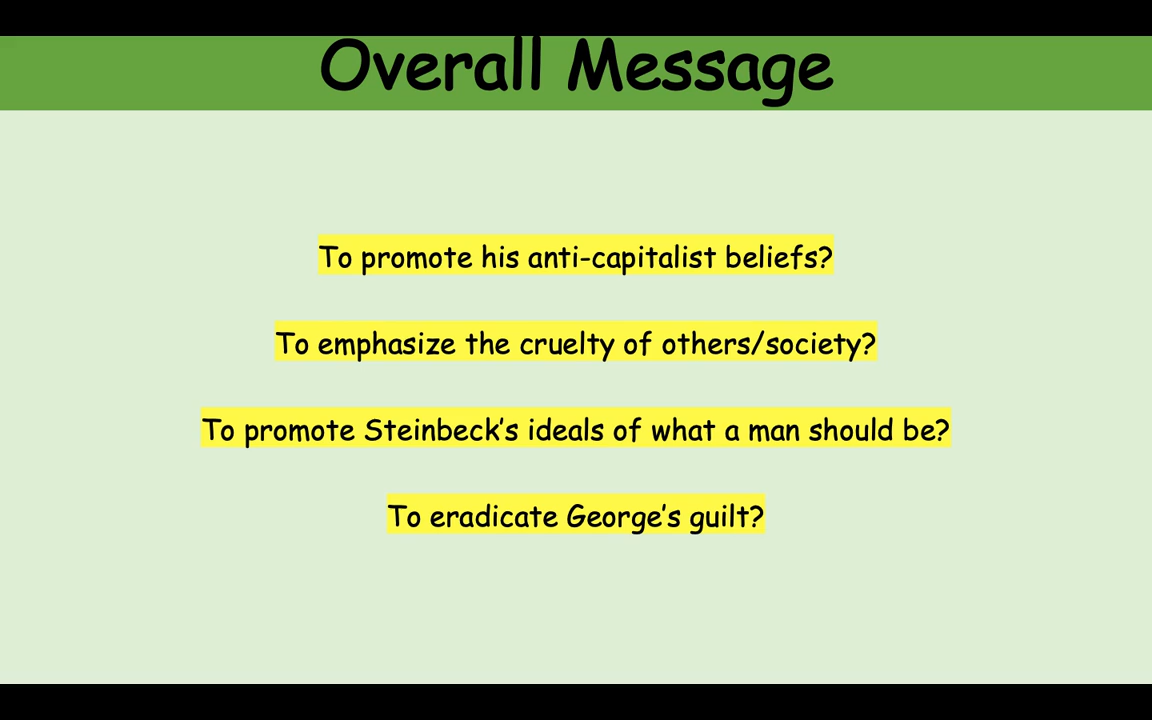 Overall Message
To promote his anti-capitalist beliefs?
To emphasize the cruelty of others/society?
To promote Steinbeck’s ideals of what a man should be?
To eradicate George’s guilt?